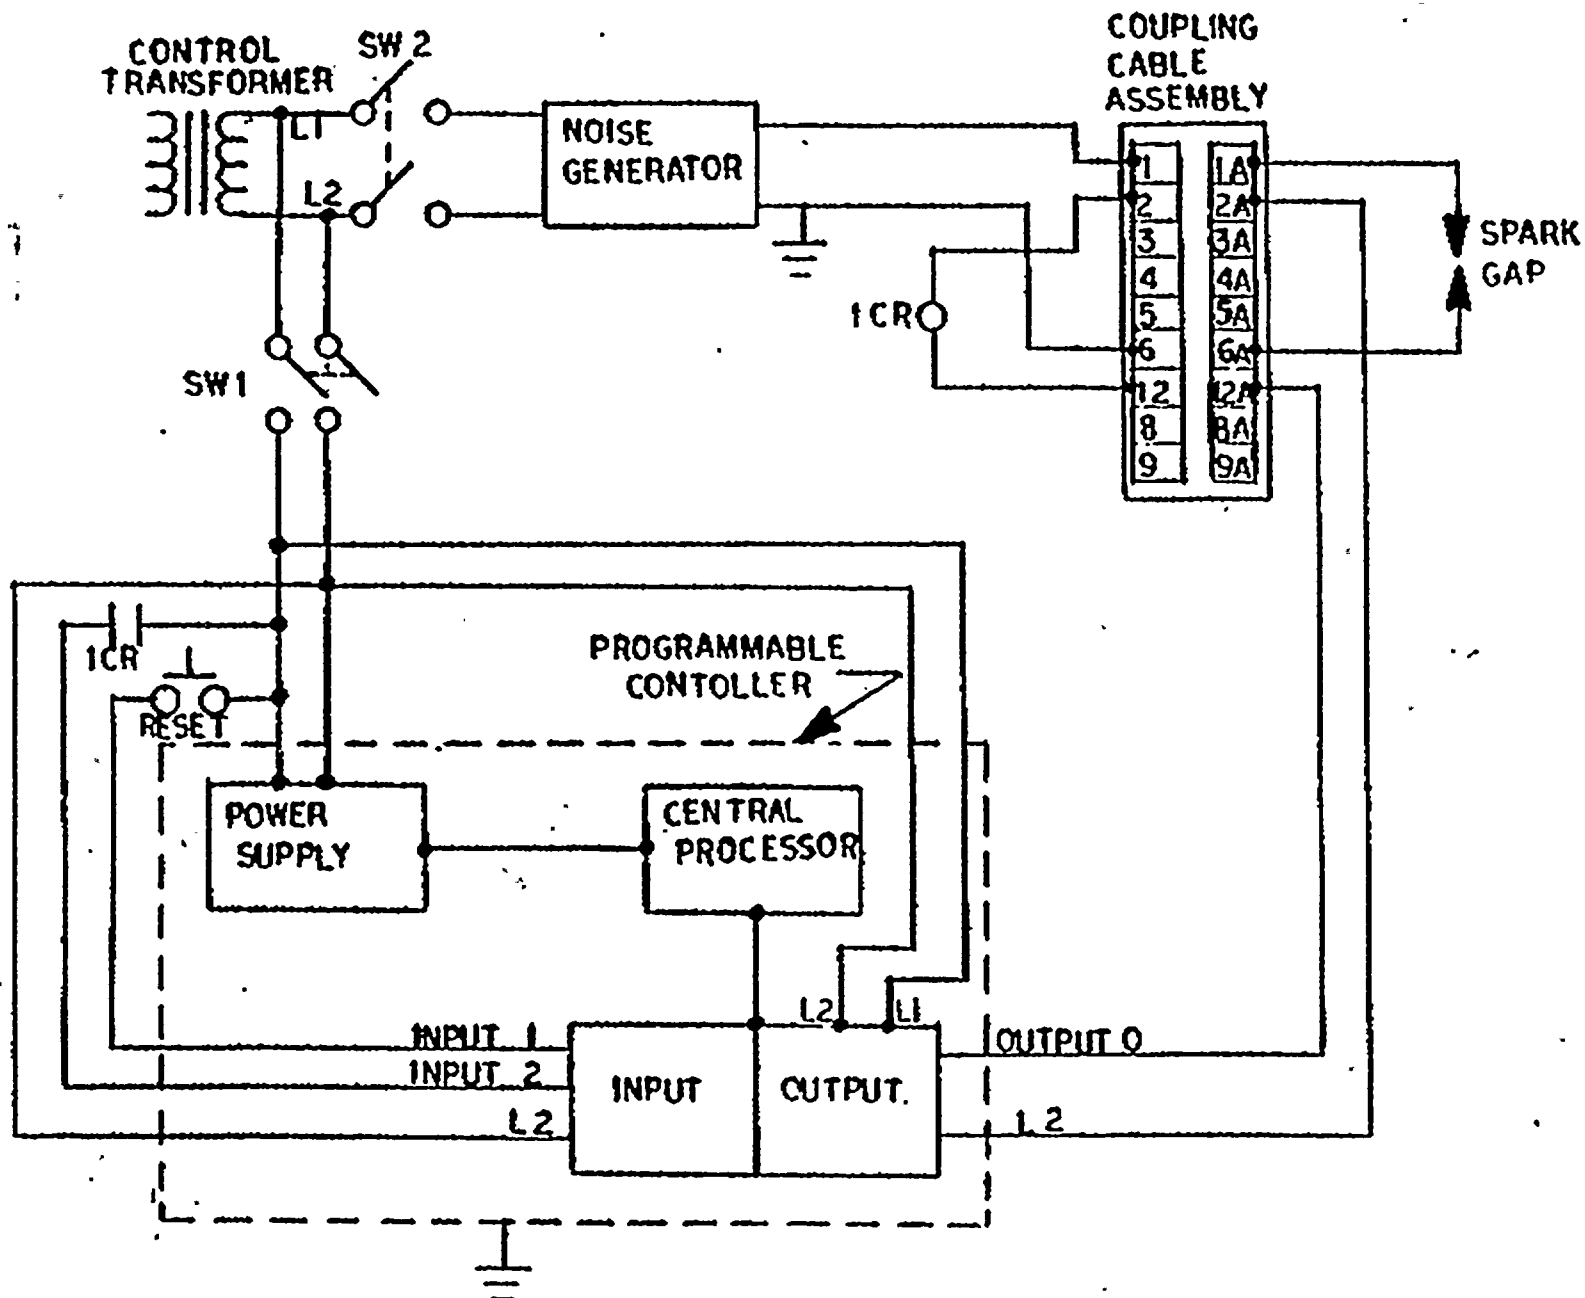 CONTROL
TRANSFORMER
SW 2
L1
L2
NOISE
GENERATOR
COUPLING
CABLE
ASSEMBLY
1
2
3
4
5
6
12
8
9
1A
2A
3A
4A
5A
6A
12A
8A
9A
SPARK
GAP
1CR
SW1
1CR
RESET
PROGRAMMABLE
CONTOLLER
POWER
SUPPLY
CENTRAL
PROCESSOR
L2
L1
INPUT 1
INPUT 2
L2
INPUT
OUTPUT.
OUTPUT 0
L2